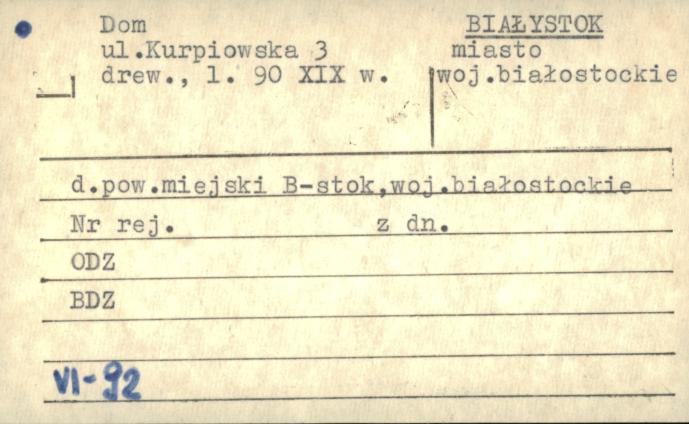 Dom
ul.Kurpiowska 3
drew., l. 90 XIX w.
BIAŁYSTOK
miasto
woj.białostockie
d.pow.miejski B-stok,woj.białostockie
Nr rej. z dn.
ODZ
BDZ
VI-92